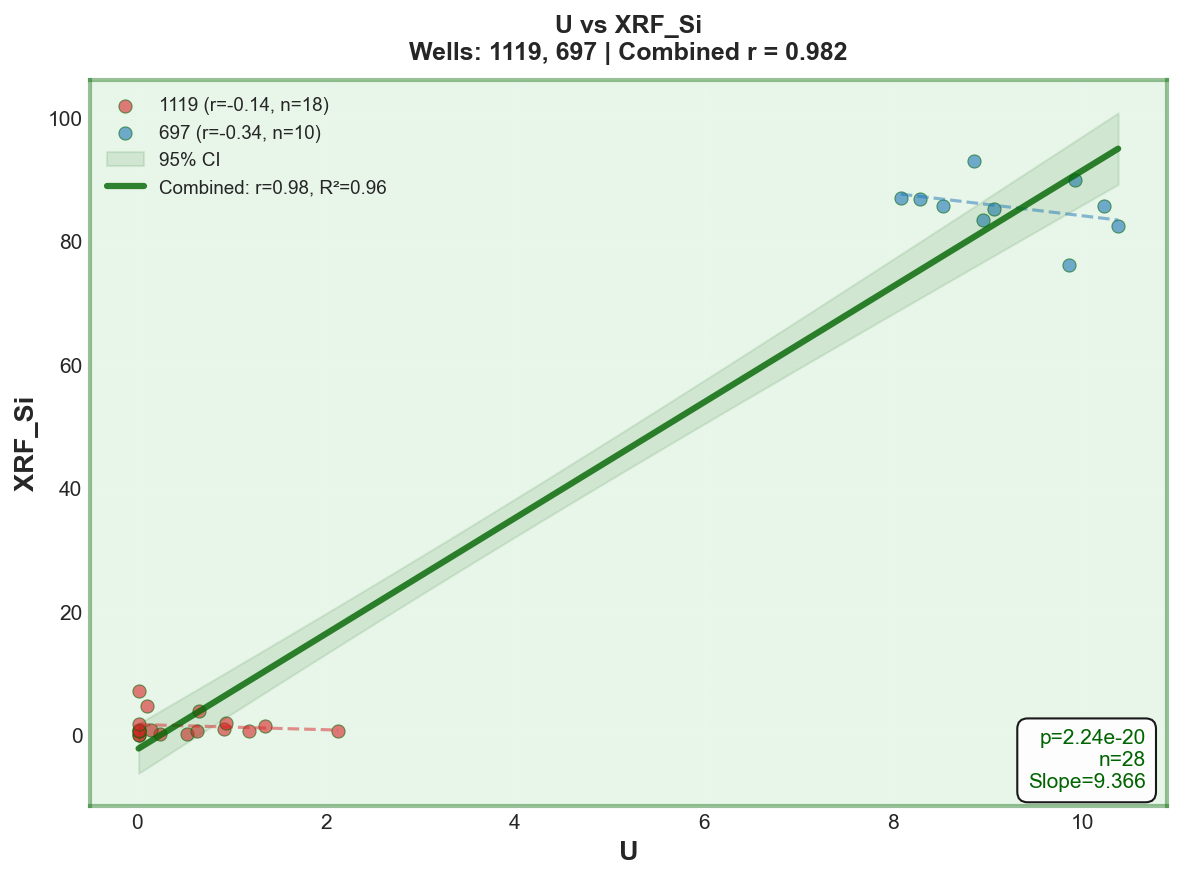 U vs XRF_Si
Wells: 1119, 697 | Combined r = 0.982
1119 (r=-0.14, n=18)
697 (r=-0.34, n=10)
95% CI
Combined: r=0.98, R²=0.96
100
80
60
40
20
0
XRF_Si
p=2.24e-20
n=28
Slope=9.366
0 2 4 6 8 10
U